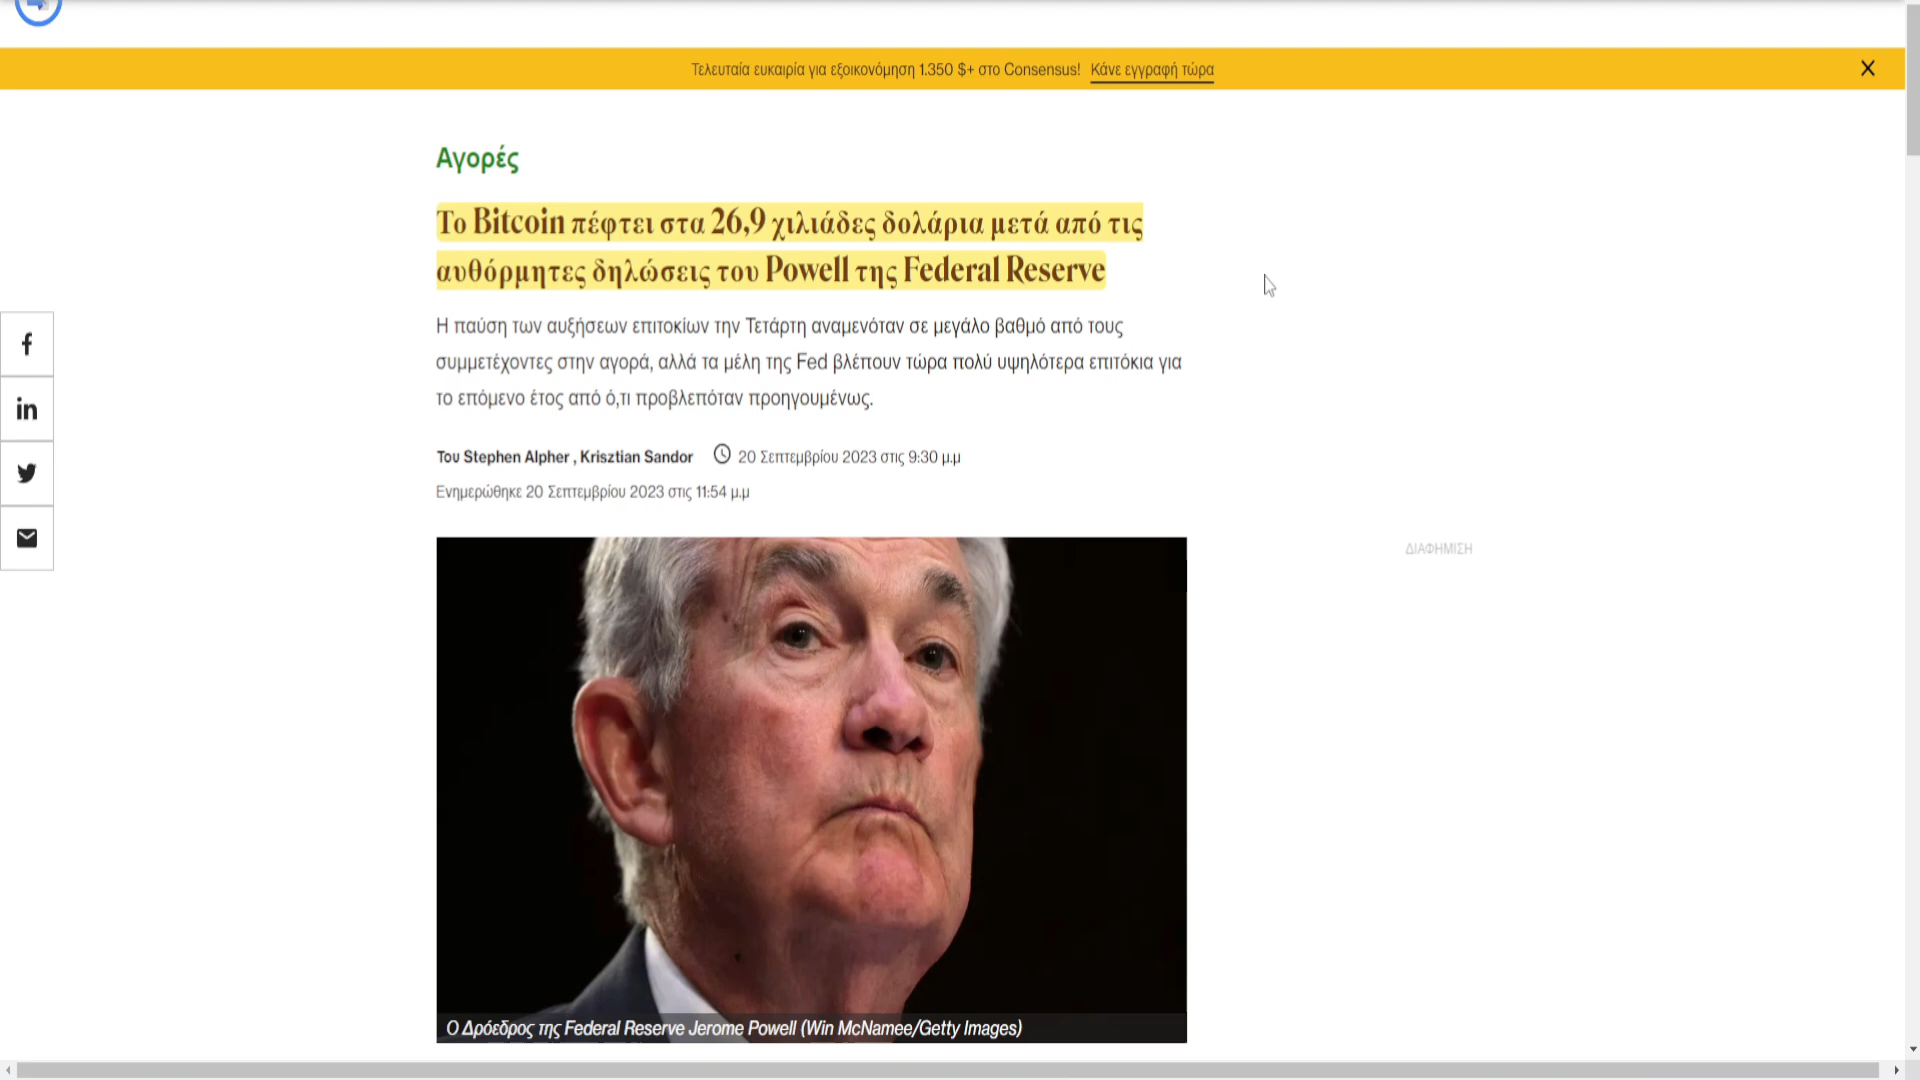 Τελευταία ευκαιρία για εξοικονόμηση 1.350 $+ στο Consensus! Κάνε εγγραφή τώρα
Αγορές
Το Bitcoin πέφτει στα 26,9 χιλιάδες δολάρια μετά από τις
αυθόρμητες δηλώσεις του Powell της Federal Reserve
Η παύση των αυξήσεων επιτοκίων την Τετάρτη αναμενόταν σε μεγάλο βαθμό από τους
συμμετέχοντες στην αγορά, αλλά τα μέλη της Fed βλέπουν τώρα πολύ υψηλότερα επιτόκια για
το επόμενο έτος από ό,τι προβλεπόταν προηγουμένως.
Του Stephen Alpher , Krisztian Sandor 20 Σεπτεμβρίου 2023 στις 9:30 μ.μ
Ενημερώθηκε 20 Σεπτεμβρίου 2023 στις 11:54 μ.μ
ΔΙΑΦΗΜΙΣΗ
Ο Δρόεδρος της Federal Reserve Jerome Powell (Win McNamee/Getty Images)